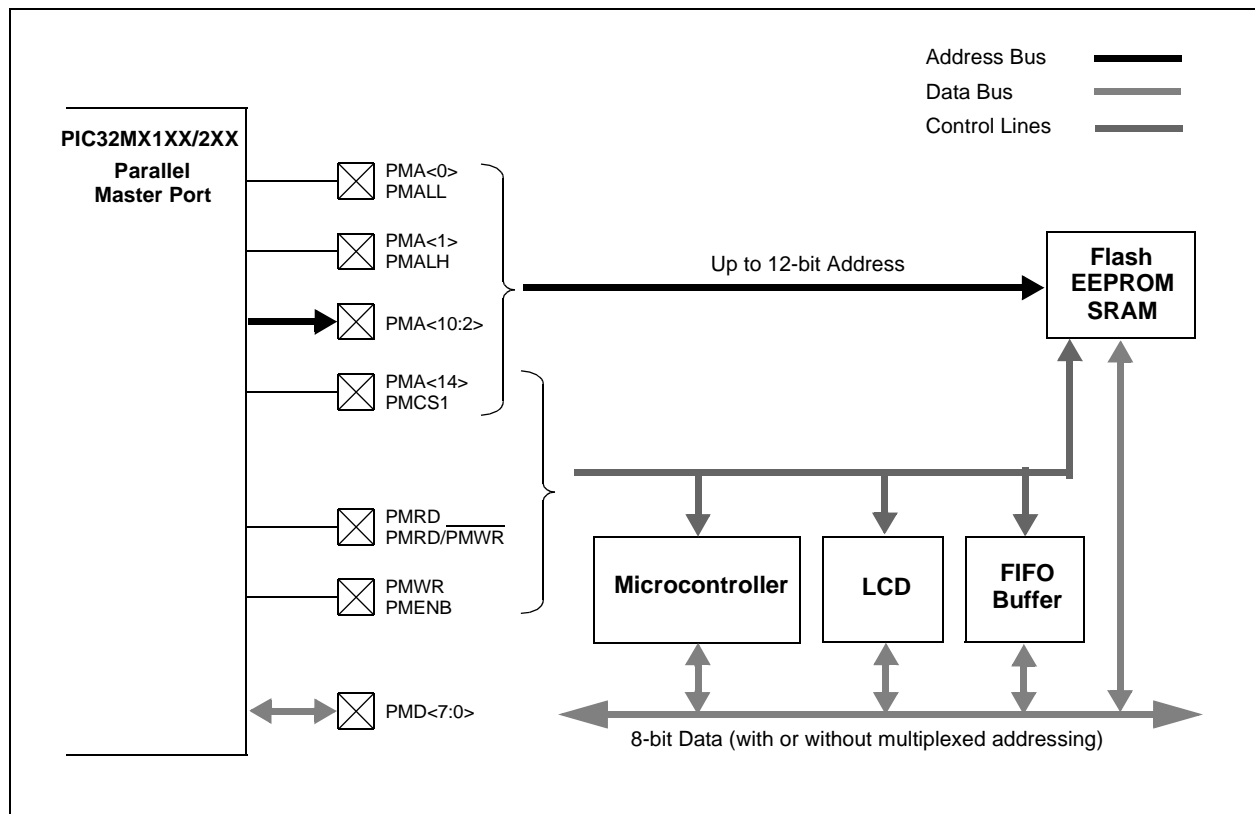 Address Bus
Data Bus
Control Lines
PIC32MX1XX/2XX
Parallel
Master Port
PMA<0>
PMALL
PMA<1>
PMALH
PMA<10:2>
PMA<14>
PMCS1
PMRD
PMRD/PMWR
PMWR
PMENB
PMD<7:0>
Up to 12-bit Address
Flash
EEPROM
SRAM
Microcontroller
LCD
FIFO
Buffer
8-bit Data (with or without multiplexed addressing)